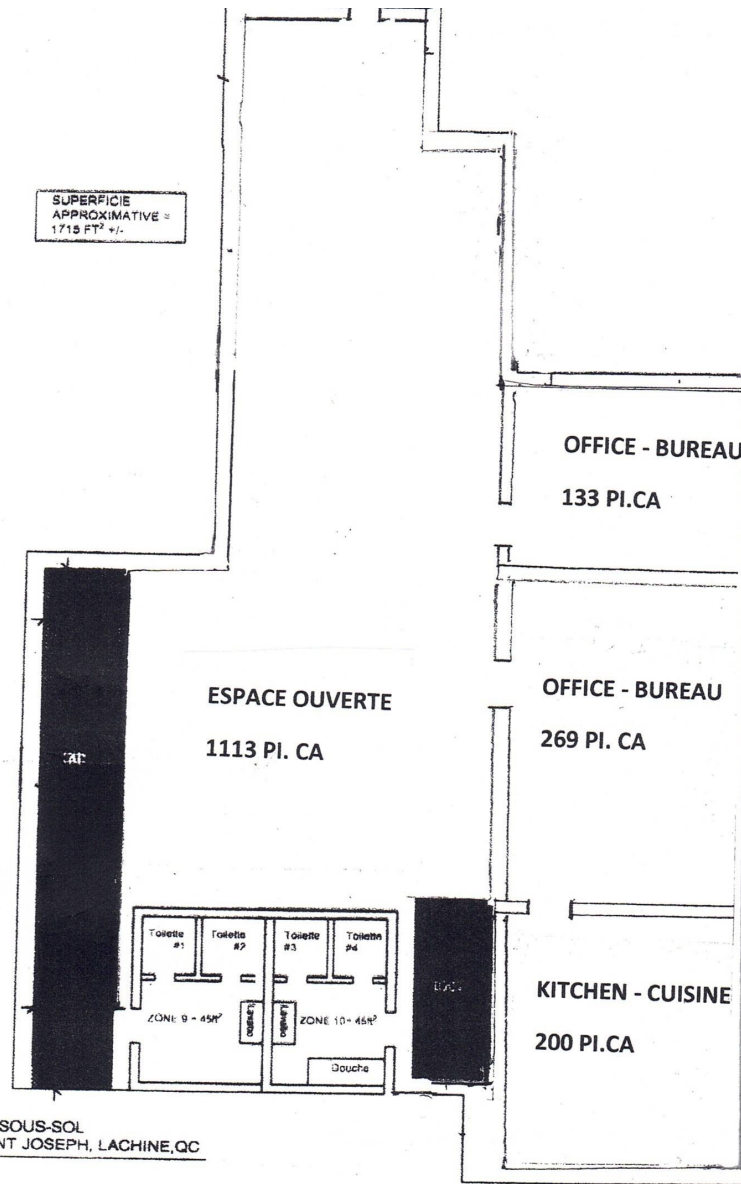 SUPERFICIE
APPROXIMATIVE =
1715 FT² +/-
OFFICE - BUREAU
133 PI.CA
ESPACE OUVERTE
1113 PI. CA
OFFICE - BUREAU
269 PI. CA
Toilette
#1
Toilette
#2
Toilette
#3
Toilette
#4
ZONE 9 - 45ft²
Lavabo
Lavabo
ZONE 10 - 45ft²
Douche
KITCHEN - CUISINE
200 PI.CA
SOUS-SOL
NT JOSEPH, LACHINE,QC